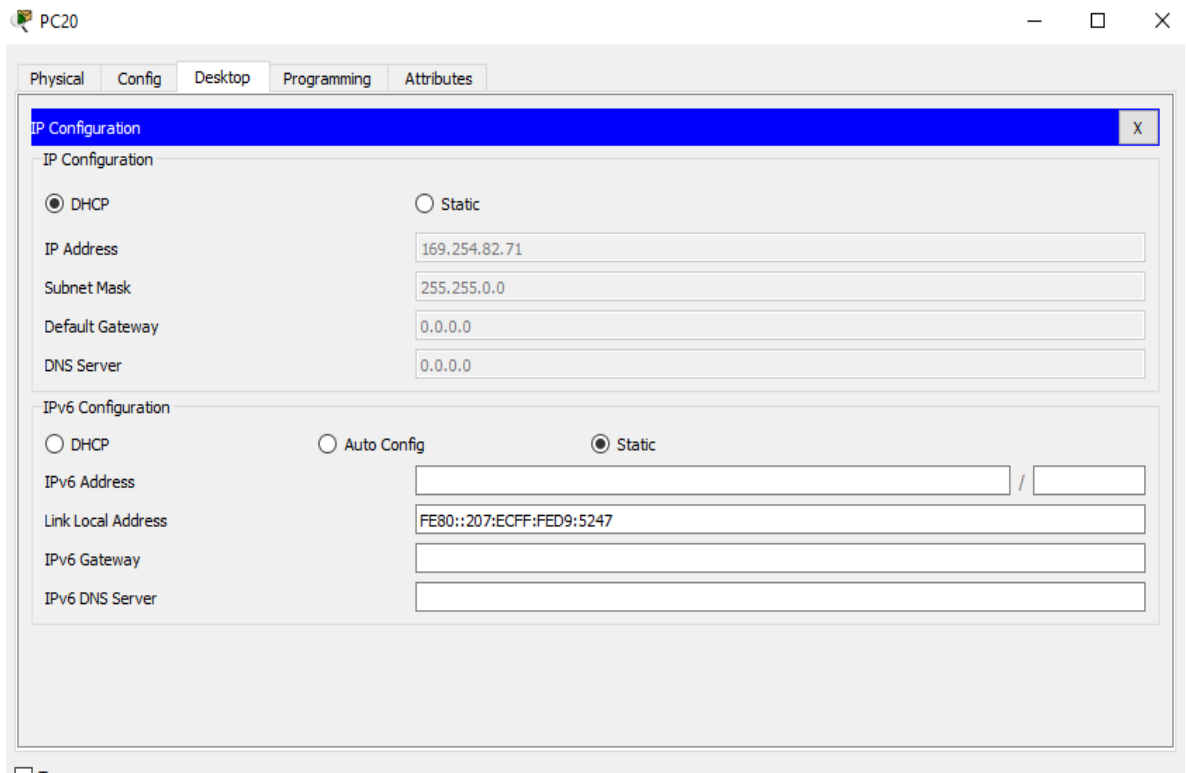 PC20
Physical Config Desktop Programming Attributes
IP Configuration X
IP Configuration
DHCP Static
IP Address 169.254.82.71
Subnet Mask 255.255.0.0
Default Gateway 0.0.0.0
DNS Server 0.0.0.0
IPv6 Configuration
DHCP Auto Config Static
IPv6 Address /
Link Local Address FE80::207:ECFF:FED9:5247
IPv6 Gateway
IPv6 DNS Server